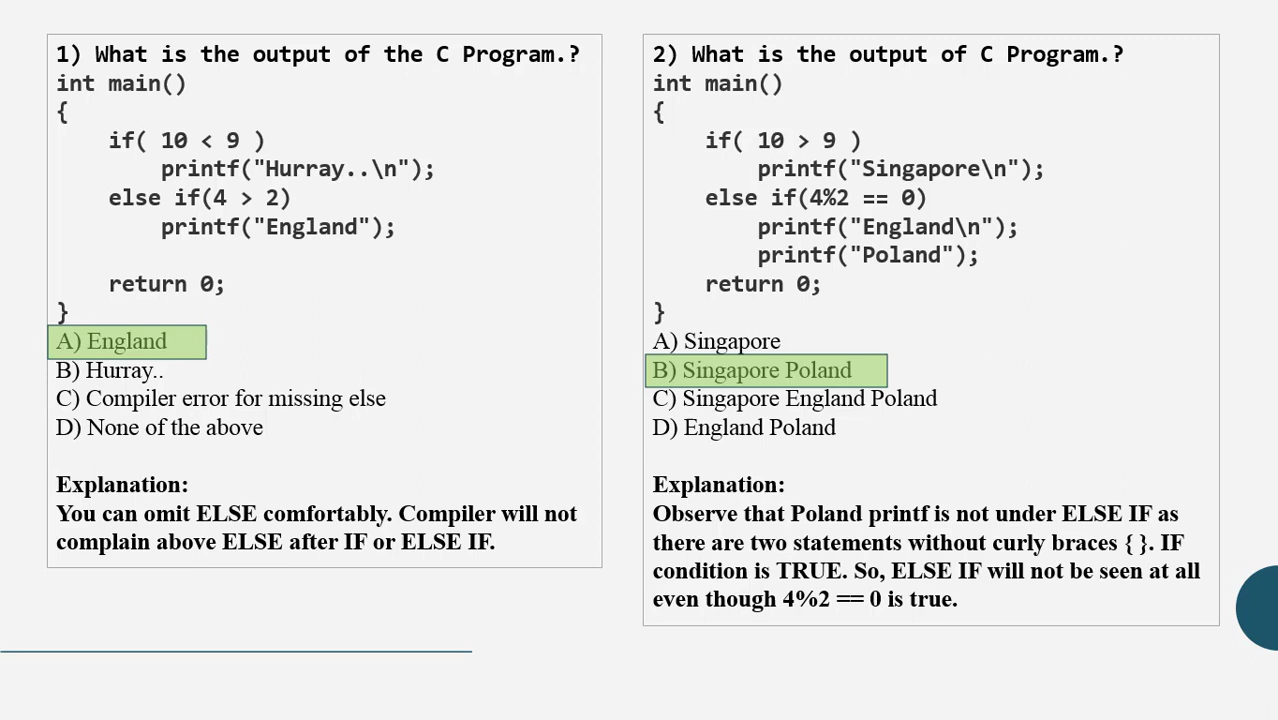 1) What is the output of the C Program.?
int main()
{
    if( 10 < 9 )
        printf("Hurray..\n");
    else if(4 > 2)
        printf("England");
    return 0;
}
A) England
B) Hurray..
C) Compiler error for missing else
D) None of the above
Explanation:
You can omit ELSE comfortably. Compiler will not
complain above ELSE after IF or ELSE IF.
2) What is the output of C Program.?
int main()
{
    if( 10 > 9 )
        printf("Singapore\n");
    else if(4%2 == 0)
        printf("England\n");
        printf("Poland");
    return 0;
}
A) Singapore
B) Singapore Poland
C) Singapore England Poland
D) England Poland
Explanation:
Observe that Poland printf is not under ELSE IF as
there are two statements without curly braces { }. IF
condition is TRUE. So, ELSE IF will not be seen at all
even though 4%2 == 0 is true.